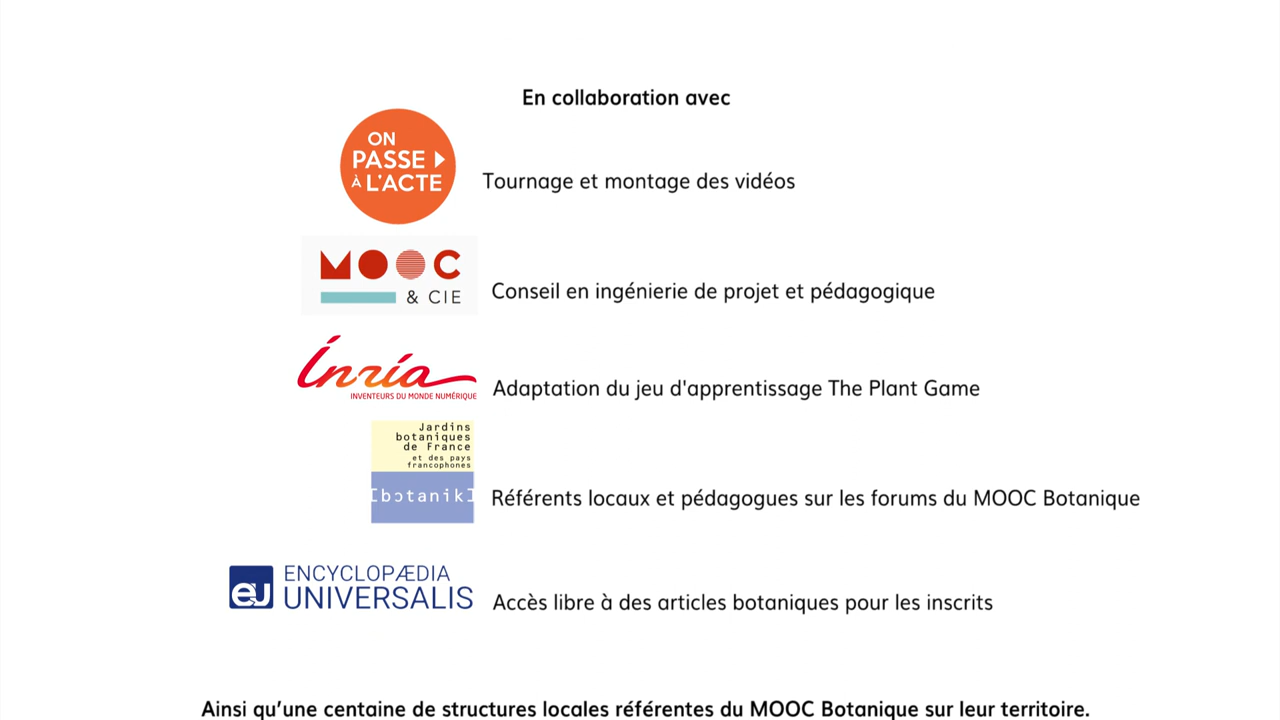 En collaboration avec
ON
PASSE
À L'ACTE
Tournage et montage des vidéos
MOOC
& CIE
Conseil en ingénierie de projet et pédagogique
Inria
INVENTEURS DU MONDE NUMÉRIQUE
Adaptation du jeu d'apprentissage The Plant Game
Jardins
botaniques
de France
et des pays
francophones
[bɔtanik]
Référents locaux et pédagogues sur les forums du MOOC Botanique
eu
ENCYCLOPÆDIA
UNIVERSALIS
Accès libre à des articles botaniques pour les inscrits
Ainsi qu’une centaine de structures locales référentes du MOOC Botanique sur leur territoire.